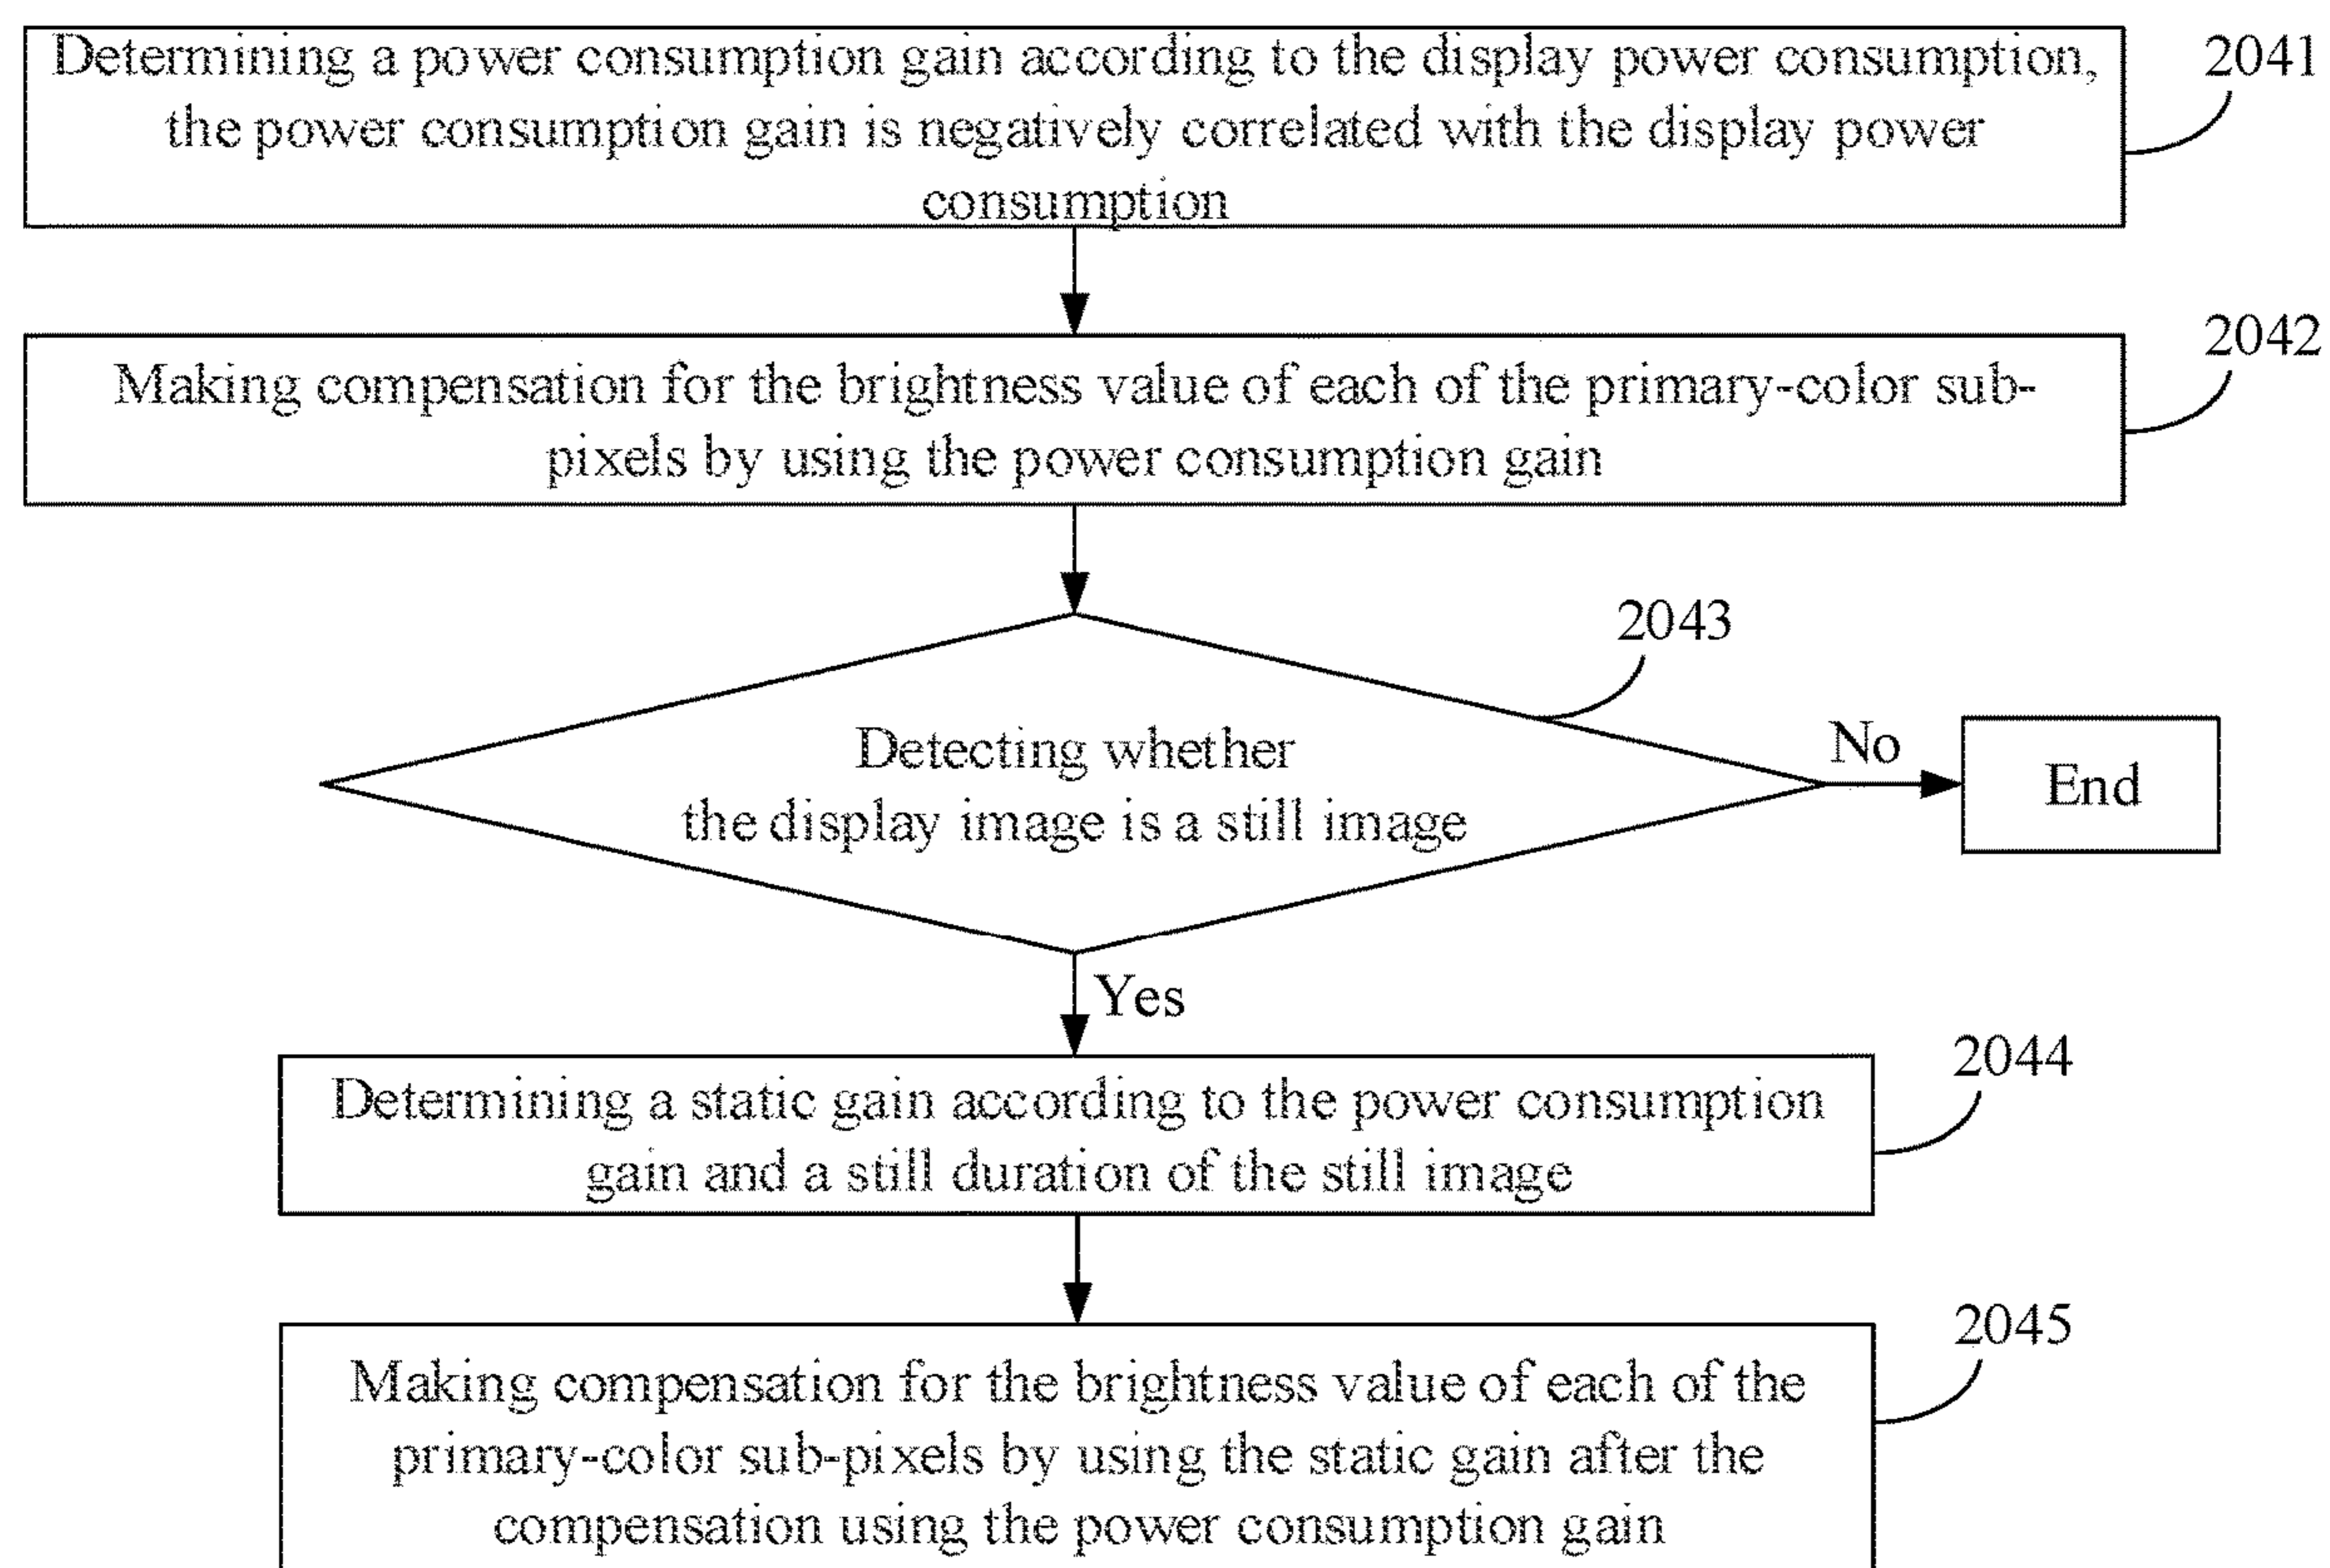 Determining a power consumption gain according to the display power consumption,
the power consumption gain is negatively correlated with the display power
consumption
2041
Making compensation for the brightness value of each of the primary-color sub-
pixels by using the power consumption gain
2042
2043
Detecting whether
the display image is a still image
No
End
Yes
Determining a static gain according to the power consumption
gain and a still duration of the still image
2044
Making compensation for the brightness value of each of the
primary-color sub-pixels by using the static gain after the
compensation using the power consumption gain
2045